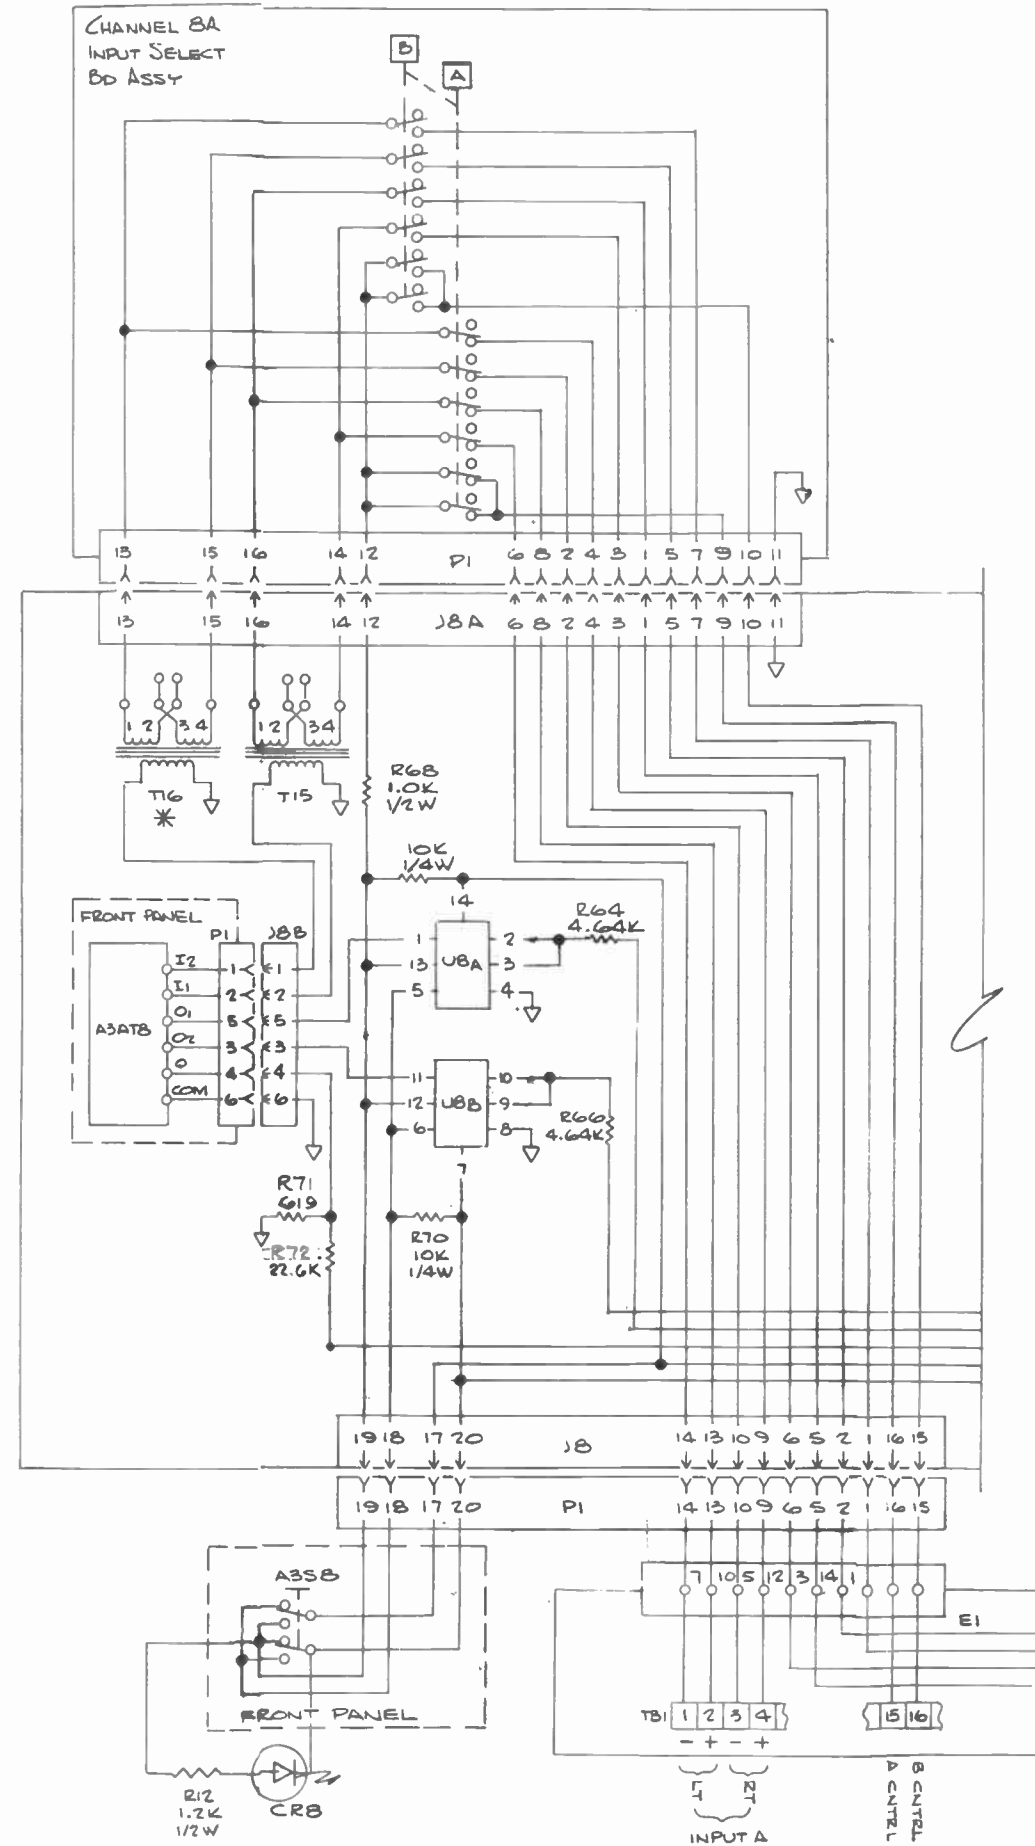 CHANNEL 8A
INPUT SELECT
BD ASSY
B
A
13 15 16 14 12 P1 6 8 2 4 3 1 5 7 9 10 11
13 15 16 14 12 J8A 6 8 2 4 3 1 5 7 9 10 11
1 2 3 4
1 2 3 4
T16
*
T15
R68
1.0K
1/2W
10K
1/4W
14
R64
4.64K
1 2
13 U8A 3
5 4
FRONT PANEL
P1 J8B
I2 1 1
I1 2 2
O1 5 5
A3AT8
O2 3 3
O 4 4
COM 6 6
11 10
12 U8B 9
6 8
7
R66
4.64K
R71
619
R72
22.6K
R70
10K
1/4W
19 18 17 20 J8 14 13 10 9 6 5 2 1 16 15
19 18 17 20 P1 14 13 10 9 6 5 2 1 16 15
A3S8
7 10 5 12 3 14 1
E1
FRONT PANEL
TB1 1 2 3 4 15 16
- + - +
LT RT
A CNTRL
B CNTRL
INPUT A
R12
1.2K
1/2W
CR8